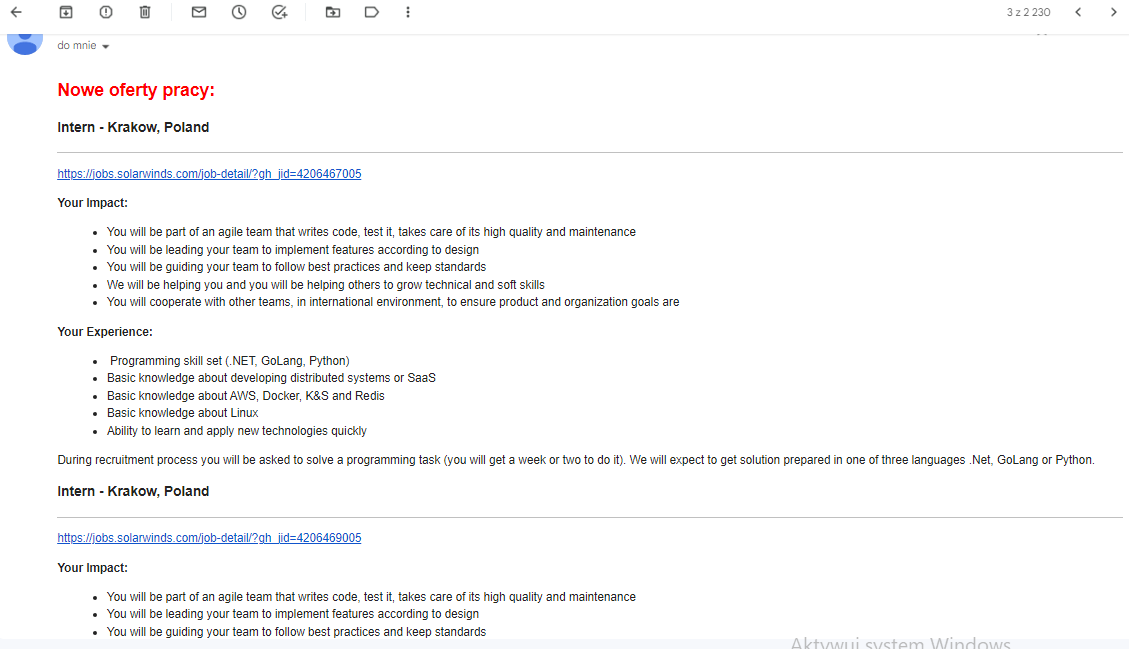 3 z 2 230
do mnie
Nowe oferty pracy:
Intern - Krakow, Poland
https://jobs.solarwinds.com/job-detail/?gh_jid=4206467005
Your Impact:
You will be part of an agile team that writes code, test it, takes care of its high quality and maintenance
You will be leading your team to implement features according to design
You will be guiding your team to follow best practices and keep standards
We will be helping you and you will be helping others to grow technical and soft skills
You will cooperate with other teams, in international environment, to ensure product and organization goals are
Your Experience:
Programming skill set (.NET, GoLang, Python)
Basic knowledge about developing distributed systems or SaaS
Basic knowledge about AWS, Docker, K&S and Redis
Basic knowledge about Linux
Ability to learn and apply new technologies quickly
During recruitment process you will be asked to solve a programming task (you will get a week or two to do it). We will expect to get solution prepared in one of three languages .Net, GoLang or Python.
Intern - Krakow, Poland
https://jobs.solarwinds.com/job-detail/?gh_jid=4206469005
Your Impact:
You will be part of an agile team that writes code, test it, takes care of its high quality and maintenance
You will be leading your team to implement features according to design
You will be guiding your team to follow best practices and keep standards
Aktywuj system Windows